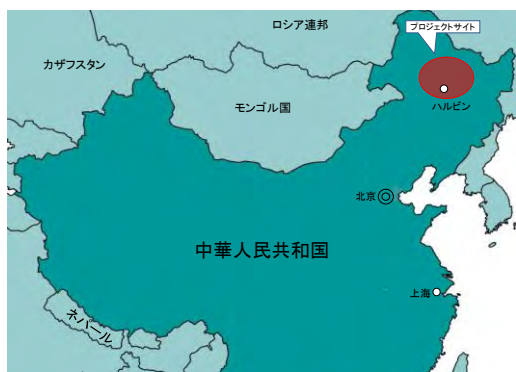 ロシア連邦
プロジェクトサイト
カザフスタン
モンゴル国
ハルビン
北京
中華人民共和国
上海
ネパール